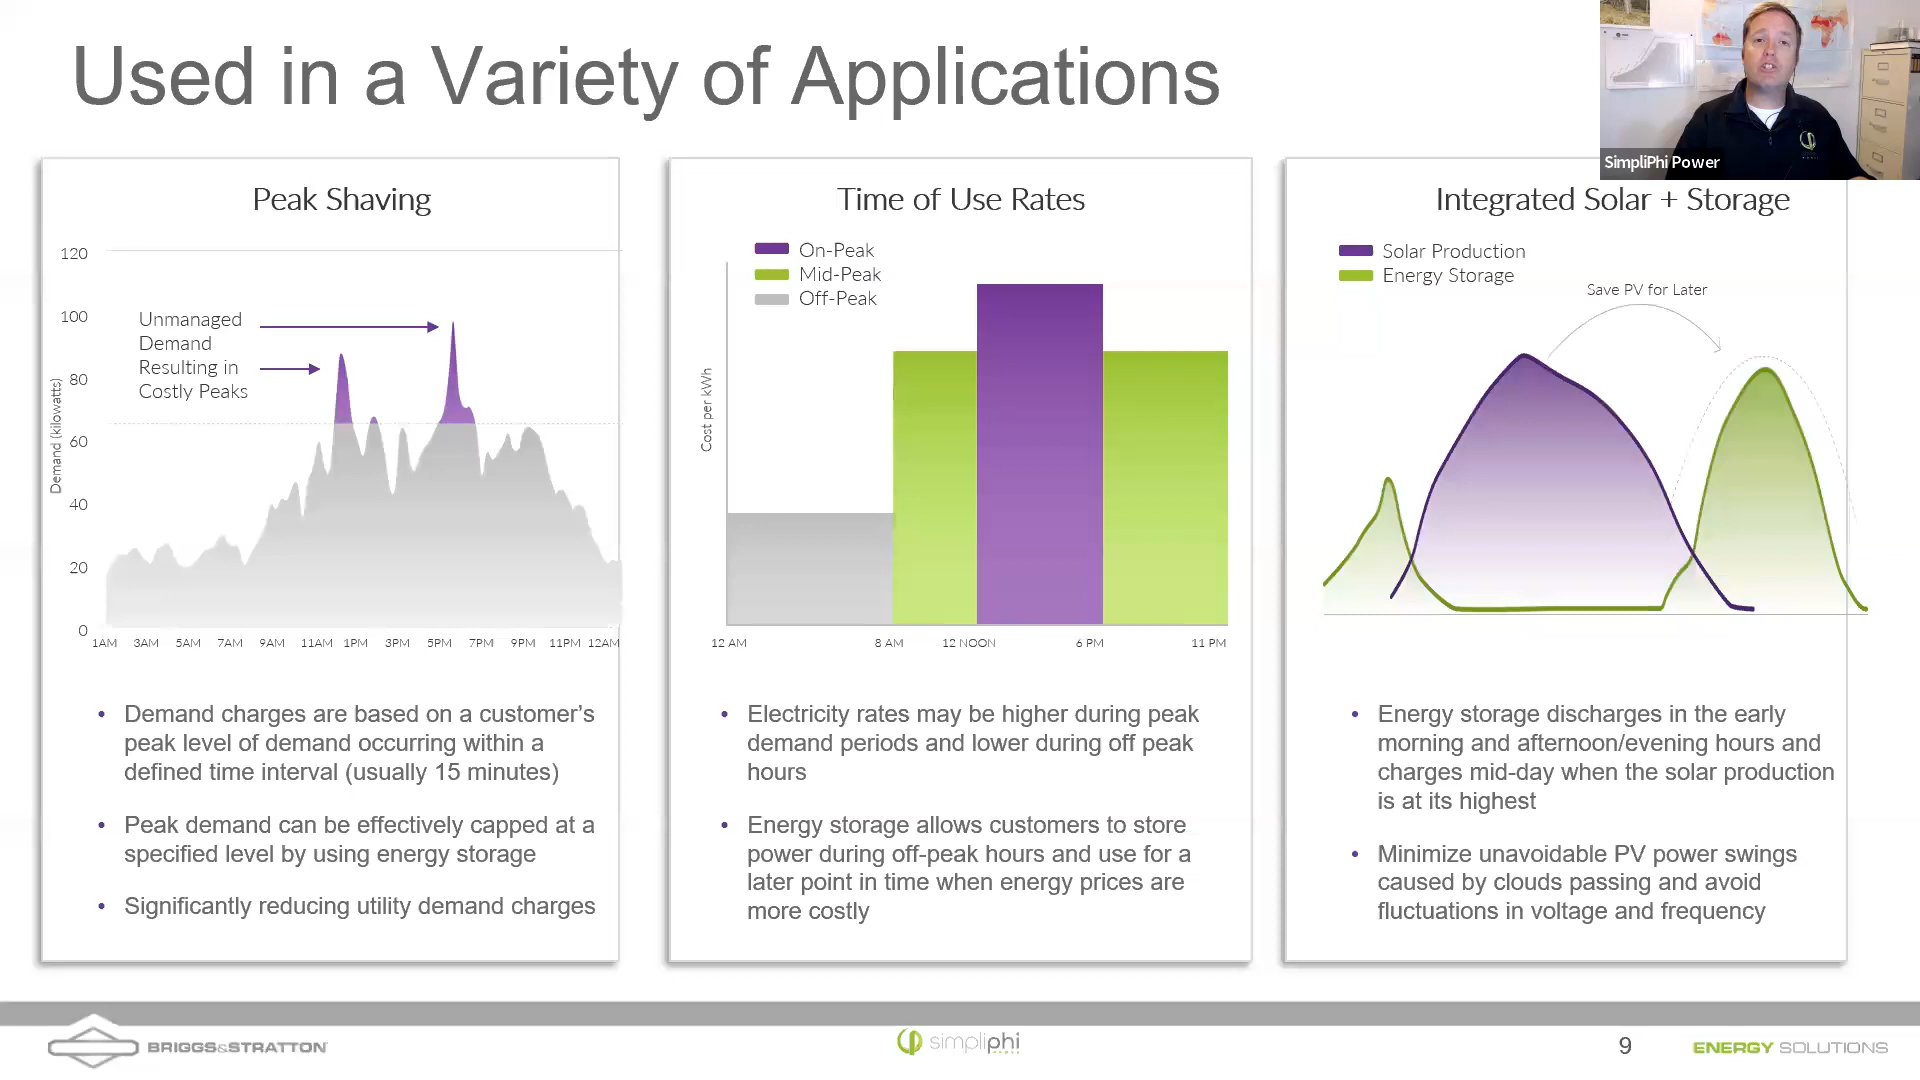 Used in a Variety of Applications
SimpliPhi Power
Peak Shaving
120
100
80
60
40
20
0
Demand (kilowatts)
Unmanaged
Demand
Resulting in
Costly Peaks
1AM 3AM 5AM 7AM 9AM 11AM 1PM 3PM 5PM 7PM 9PM 11PM 12AM
• Demand charges are based on a customer’s
peak level of demand occurring within a
defined time interval (usually 15 minutes)
• Peak demand can be effectively capped at a
specified level by using energy storage
• Significantly reducing utility demand charges
Time of Use Rates
On-Peak
Mid-Peak
Off-Peak
Cost per kWh
12 AM 8 AM 12 NOON 6 PM 11 PM
• Electricity rates may be higher during peak
demand periods and lower during off peak
hours
• Energy storage allows customers to store
power during off-peak hours and use for a
later point in time when energy prices are
more costly
Integrated Solar + Storage
Solar Production
Energy Storage
Save PV for Later
• Energy storage discharges in the early
morning and afternoon/evening hours and
charges mid-day when the solar production
is at its highest
• Minimize unavoidable PV power swings
caused by clouds passing and avoid
fluctuations in voltage and frequency
BRIGGS&STRATTON
simpliphi
9
ENERGY SOLUTIONS